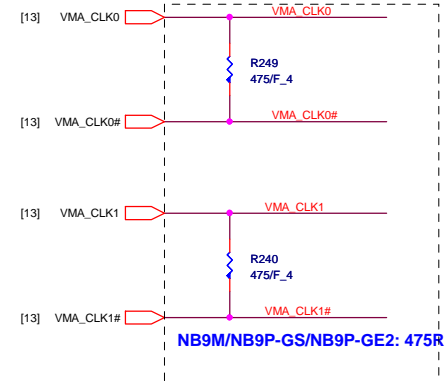 [13] VMA_CLK0 VMA_CLK0
R249
475/F_4
[13] VMA_CLK0# VMA_CLK0#
[13] VMA_CLK1 VMA_CLK1
R240
475/F_4
[13] VMA_CLK1# VMA_CLK1#
NB9M/NB9P-GS/NB9P-GE2: 475R